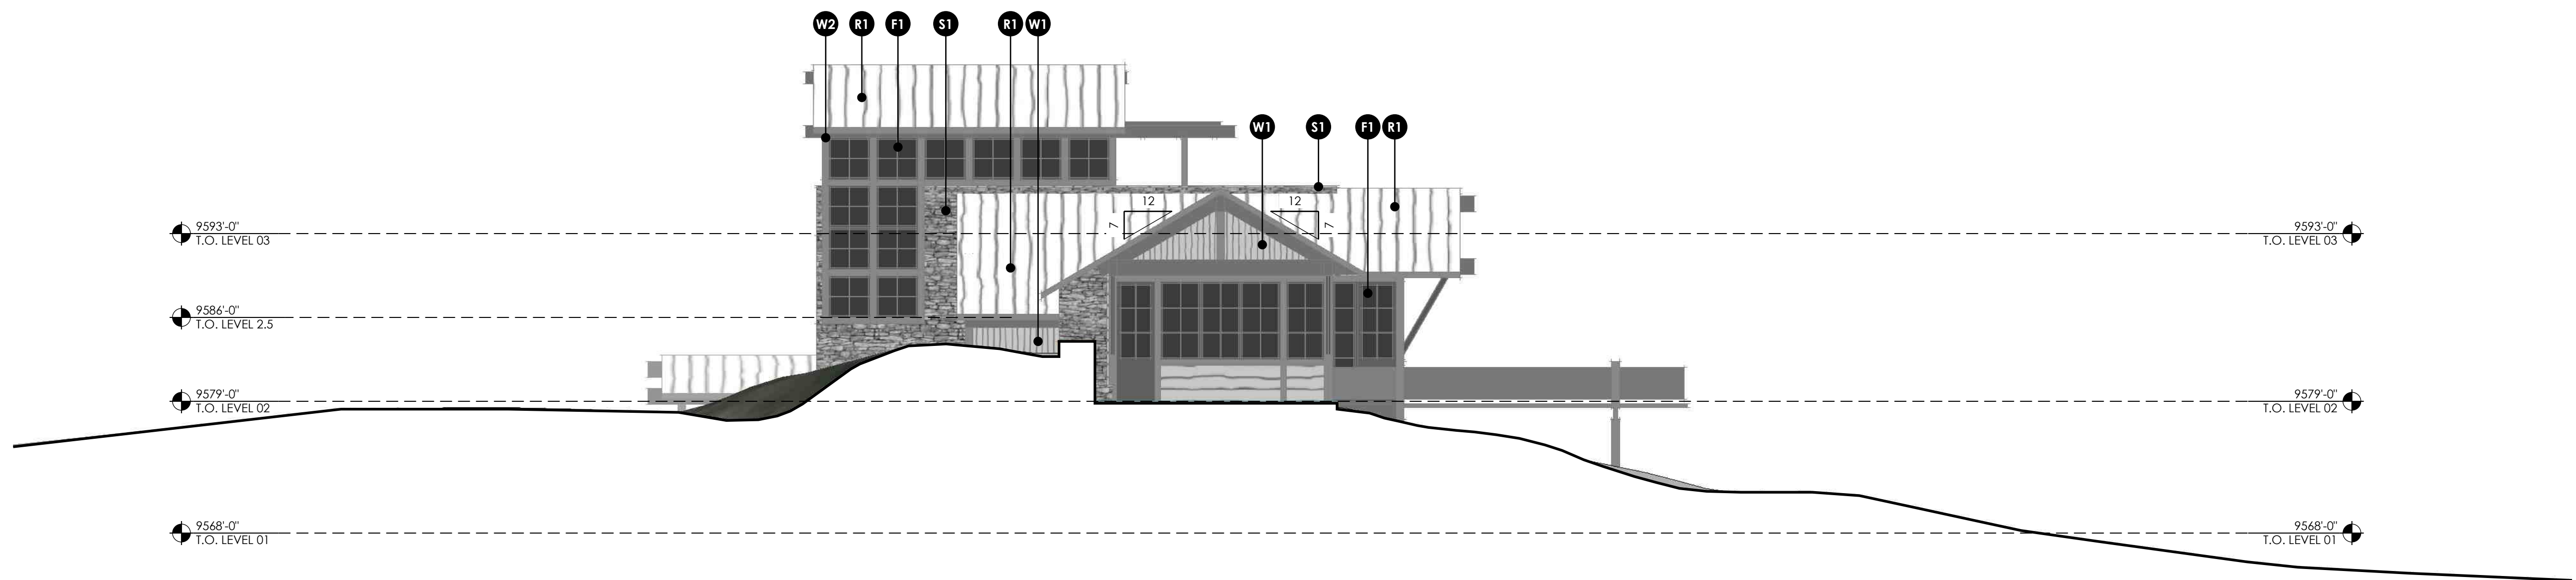 W2 R1 F1 S1 R1 W1
W1 S1 F1 R1
12 12
7 7
9593'-0" 9593'-0"
T.O. LEVEL 03 T.O. LEVEL 03
9586'-0"
T.O. LEVEL 2.5
9579'-0" 9579'-0"
T.O. LEVEL 02 T.O. LEVEL 02
9568'-0" 9568'-0"
T.O. LEVEL 01 T.O. LEVEL 01